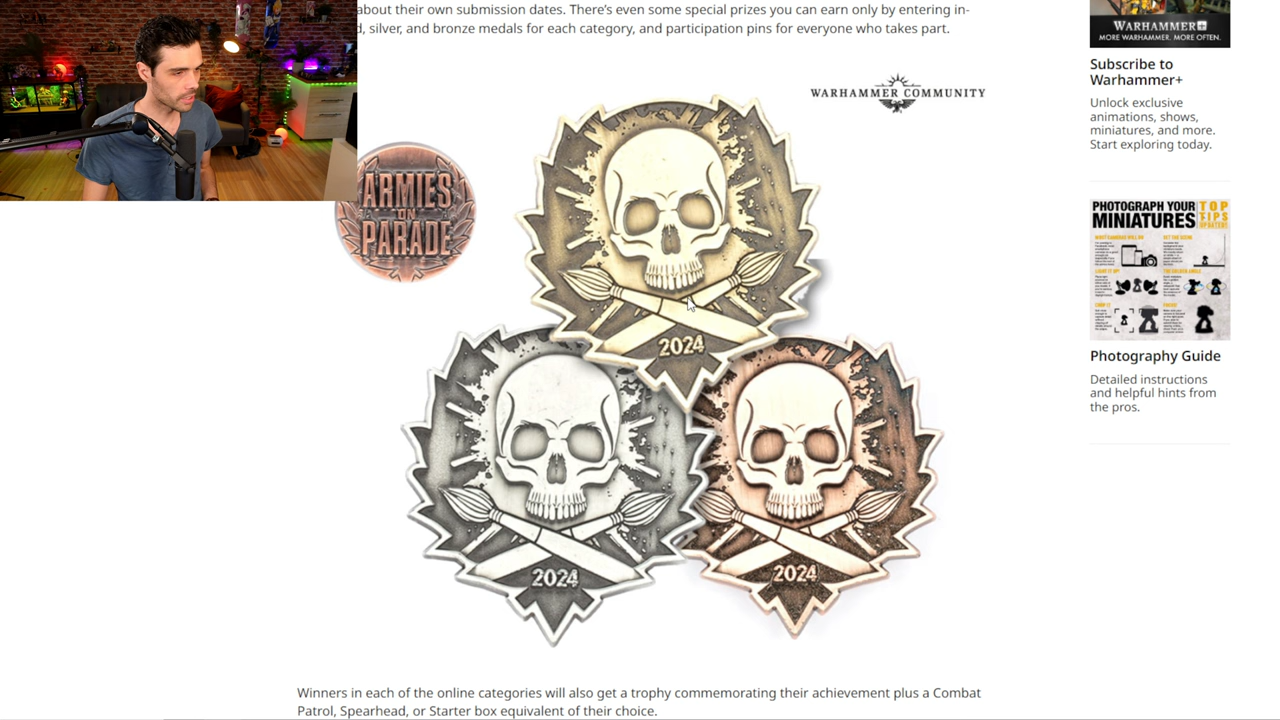 about their own submission dates. There's even some special prizes you can earn only by entering in-
d, silver, and bronze medals for each category, and participation pins for everyone who takes part.
WARHAMMER COMMUNITY
ARMIES
ON
PARADE
2024
2024
2024
Winners in each of the online categories will also get a trophy commemorating their achievement plus a Combat
Patrol, Spearhead, or Starter box equivalent of their choice.
WARHAMMER+
MORE WARHAMMER. MORE OFTEN.
Subscribe to
Warhammer+
Unlock exclusive
animations, shows,
miniatures, and more.
Start exploring today.
PHOTOGRAPH YOUR
MINIATURES
TOP
TIPS
Photography Guide
Detailed instructions
and helpful hints from
the pros.